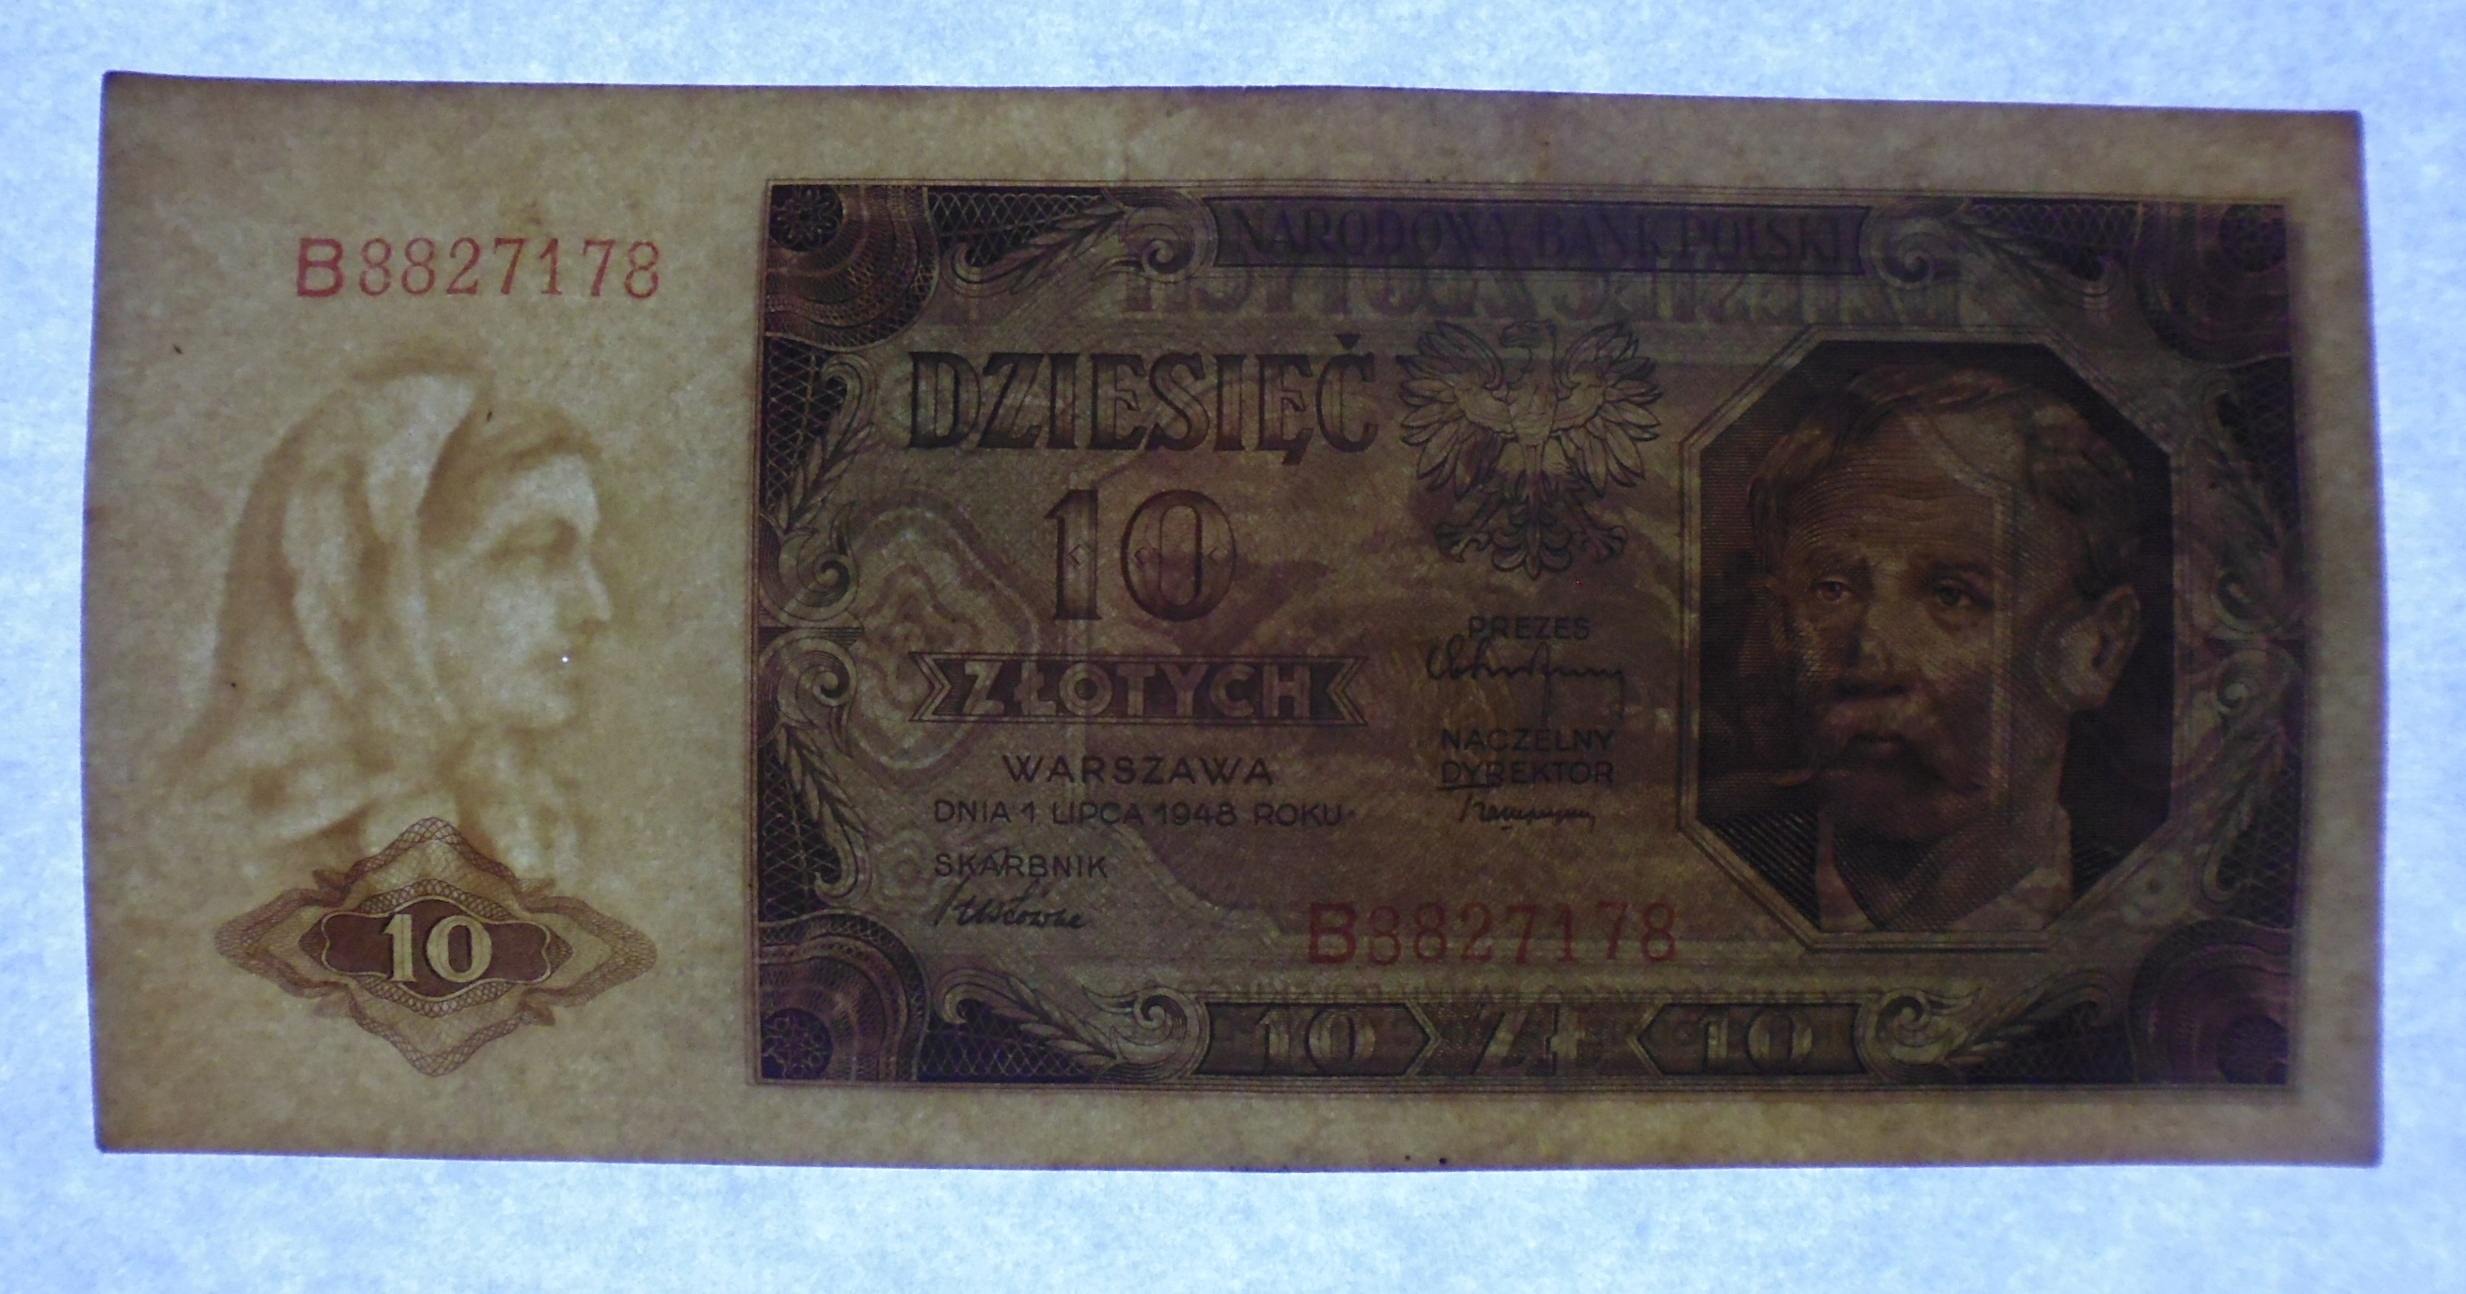 B8827178
NARODOWY BANK POLSKI
DZIESIĘĆ
10
ZŁOTYCH
WARSZAWA
DNIA 1 LIPCA 1948 ROKU
SKARBNIK
PREZES
NACZELNY
DYREKTOR
B8827178
10
10 ZŁ 10